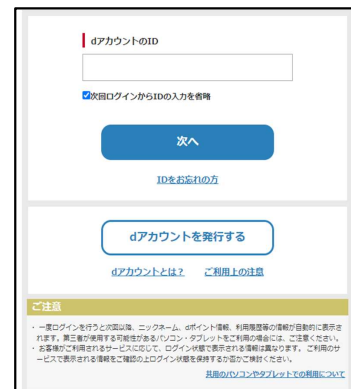 dアカウントのID
次回ログインからIDの入力を省略
次へ
IDをお忘れの方
dアカウントを発行する
dアカウントとは？ ご利用上の注意
ご注意
・ 一度ログインを行うと次回以降、ニックネーム、dポイント情報、利用履歴等の情報が自動的に表示さ
れます。第三者が使用する可能性があるパソコン・タブレットをご利用の場合には、ご注意ください。
・ お客様がご利用されるサービスに応じて、ログイン状態で表示される情報は異なります。 ご利用のサ
ービスで表示される情報をご確認の上ログイン状態を保持するか否かご検討ください。
共用のパソコンやタブレットでの利用について